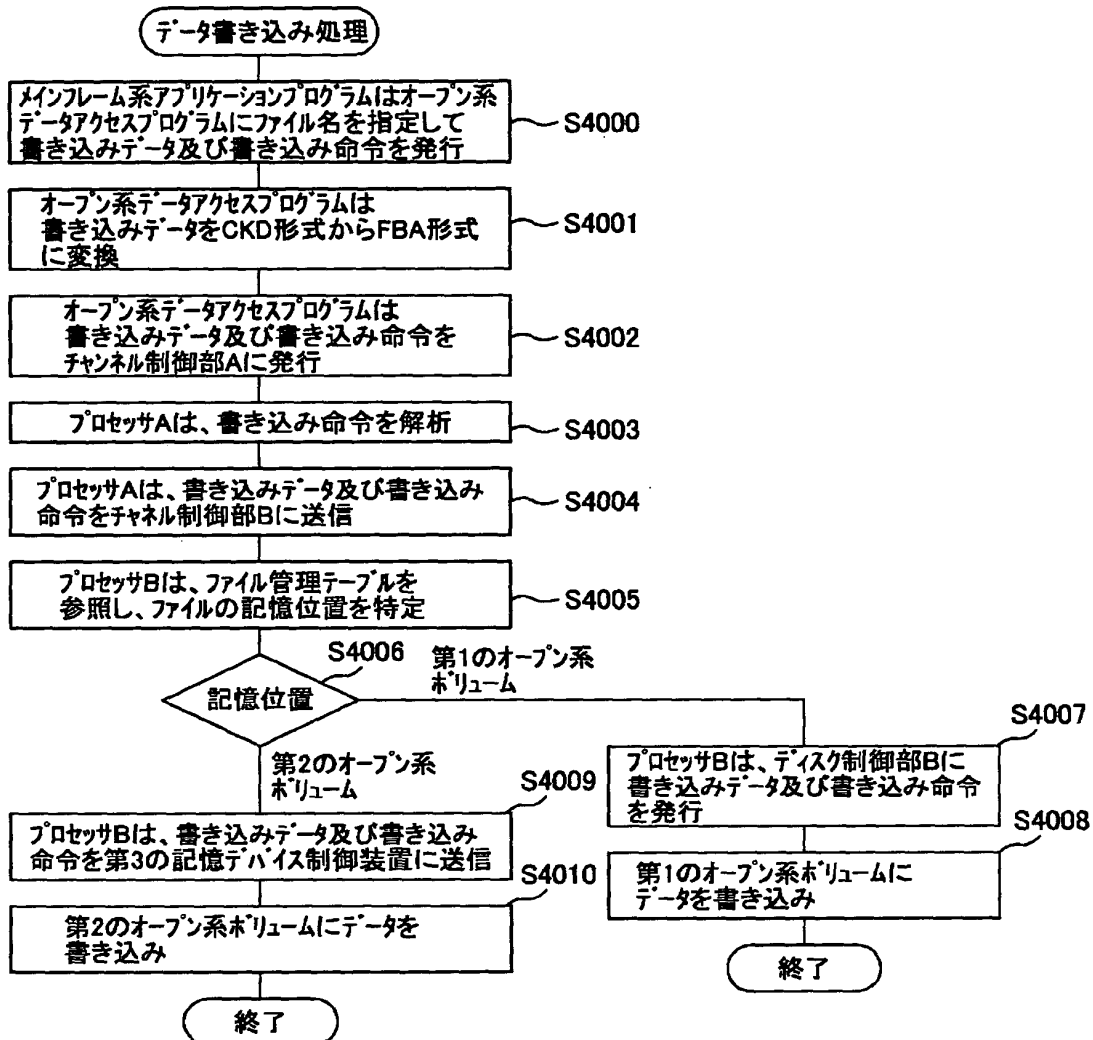 データ書き込み処理
メインフレーム系アプリケーションプログラムはオープン系
データアクセスプログラムにファイル名を指定して
書き込みデータ及び書き込み命令を発行
S4000
オープン系データアクセスプログラムは
書き込みデータをCKD形式からFBA形式
に変換
S4001
オープン系データアクセスプログラムは
書き込みデータ及び書き込み命令を
チャンネル制御部Aに発行
S4002
プロセッサAは、書き込み命令を解析
S4003
プロセッサAは、書き込みデータ及び書き込み
命令をチャネル制御部Bに送信
S4004
プロセッサBは、ファイル管理テーブルを
参照し、ファイルの記憶位置を特定
S4005
S4006
記憶位置
第1のオープン系
ボリューム
S4007
プロセッサBは、ディスク制御部Bに
書き込みデータ及び書き込み命令
を発行
S4008
第1のオープン系ボリュームに
データを書き込み
終了
第2のオープン系
ボリューム
S4009
プロセッサBは、書き込みデータ及び書き込み
命令を第3の記憶デバイス制御装置に送信
S4010
第2のオープン系ボリュームにデータを
書き込み
終了